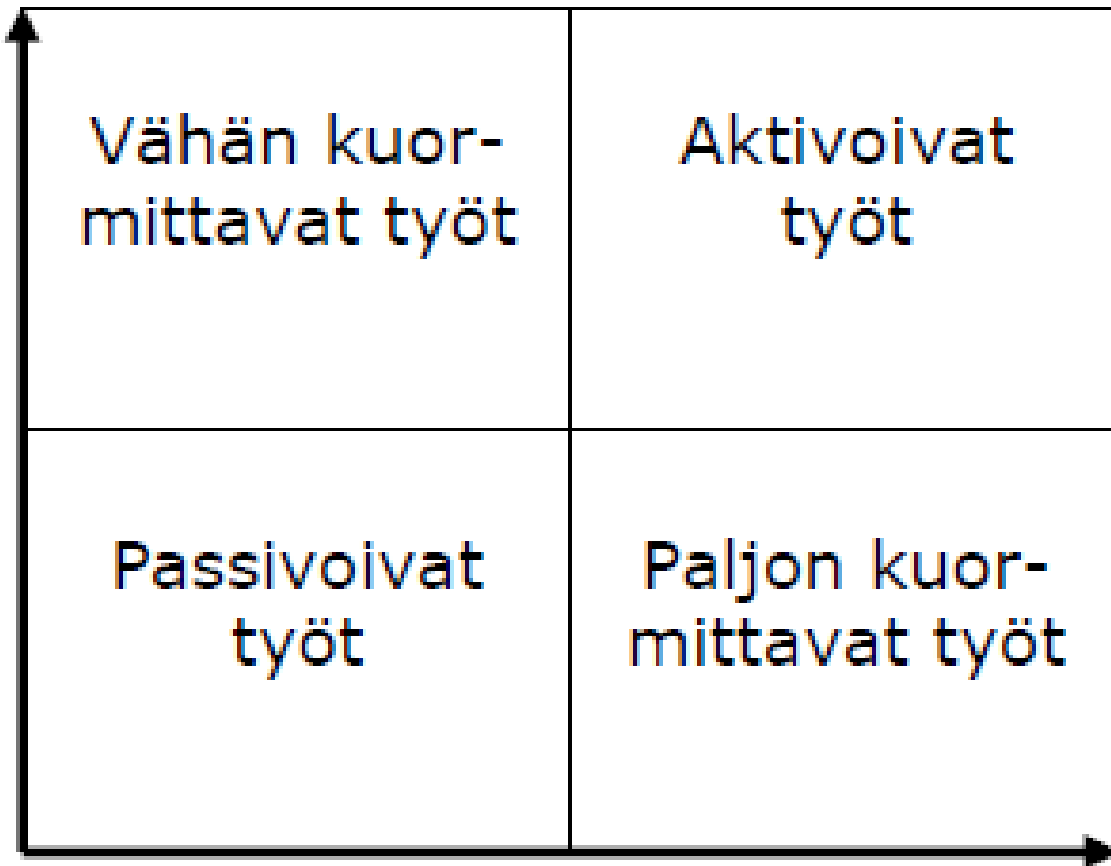 Vähän kuor-
mittavat työt
Aktivoivat
työt
Passivoivat
työt
Paljon kuor-
mittavat työt